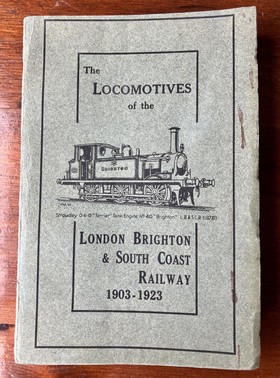 The
LOCOMOTIVES
of the
Stroudley 0-6-0 "Terrier" Tank Engine Nº 40 "Brighton" L.B.&S.C.R. (1878)
LONDON BRIGHTON
& SOUTH COAST
RAILWAY
1903-1923